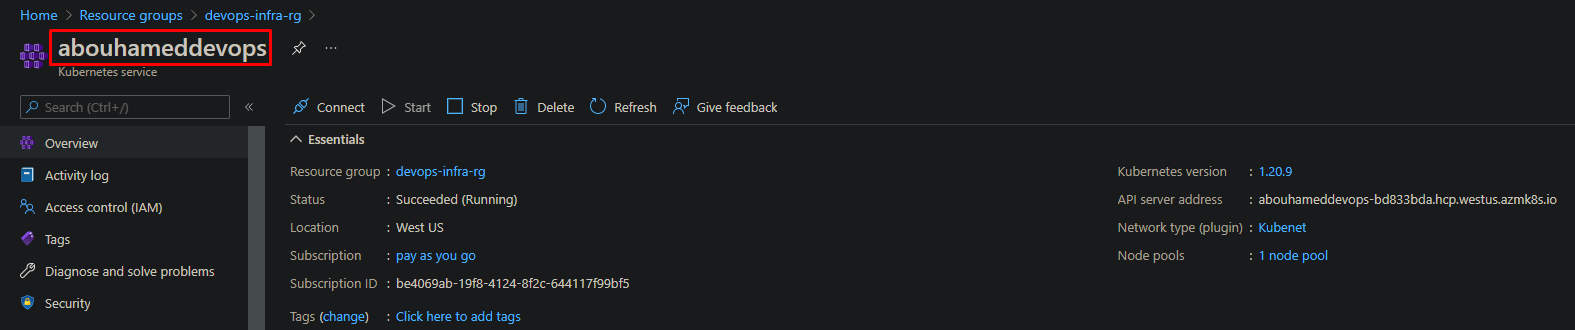 Home > Resource groups > devops-infra-rg >
abouhameddevops
...
Kubernetes service
Search (Ctrl+/)
«
Overview
Activity log
Access control (IAM)
Tags
Diagnose and solve problems
Security
Connect Start Stop Delete Refresh Give feedback
Essentials
Resource group : devops-infra-rg
Status : Succeeded (Running)
Location : West US
Subscription : pay as you go
Subscription ID : be4069ab-19f8-4124-8f2c-644117f99bf5
Tags (change) : Click here to add tags
Kubernetes version : 1.20.9
API server address : abouhameddevops-bd833bda.hcp.westus.azmk8s.io
Network type (plugin) : Kubenet
Node pools : 1 node pool